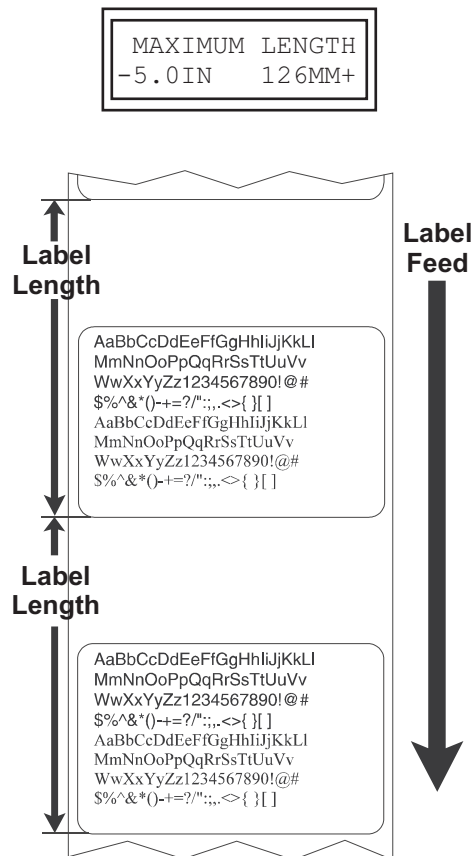 MAXIMUM LENGTH
-5.0IN 126MM+
Label
Length
Label
Feed
AaBbCcDdEeFfGgHhIiJjKkLl
MmNnOoPpQqRrSsTtUuVv
WwXxYyZz1234567890!@#
$%^&*()-+=?/":;,.<>{ }[ ]
AaBbCcDdEeFfGgHhIiJjKkLl
MmNnOoPpQqRrSsTtUuVv
WwXxYyZz1234567890!@#
$%^&*()-+=?/":;,.<>{ }[ ]
Label
Length
AaBbCcDdEeFfGgHhIiJjKkLl
MmNnOoPpQqRrSsTtUuVv
WwXxYyZz1234567890!@#
$%^&*()-+=?/":;,.<>{ }[ ]
AaBbCcDdEeFfGgHhIiJjKkLl
MmNnOoPpQqRrSsTtUuVv
WwXxYyZz1234567890!@#
$%^&*()-+=?/":;,.<>{ }[ ]